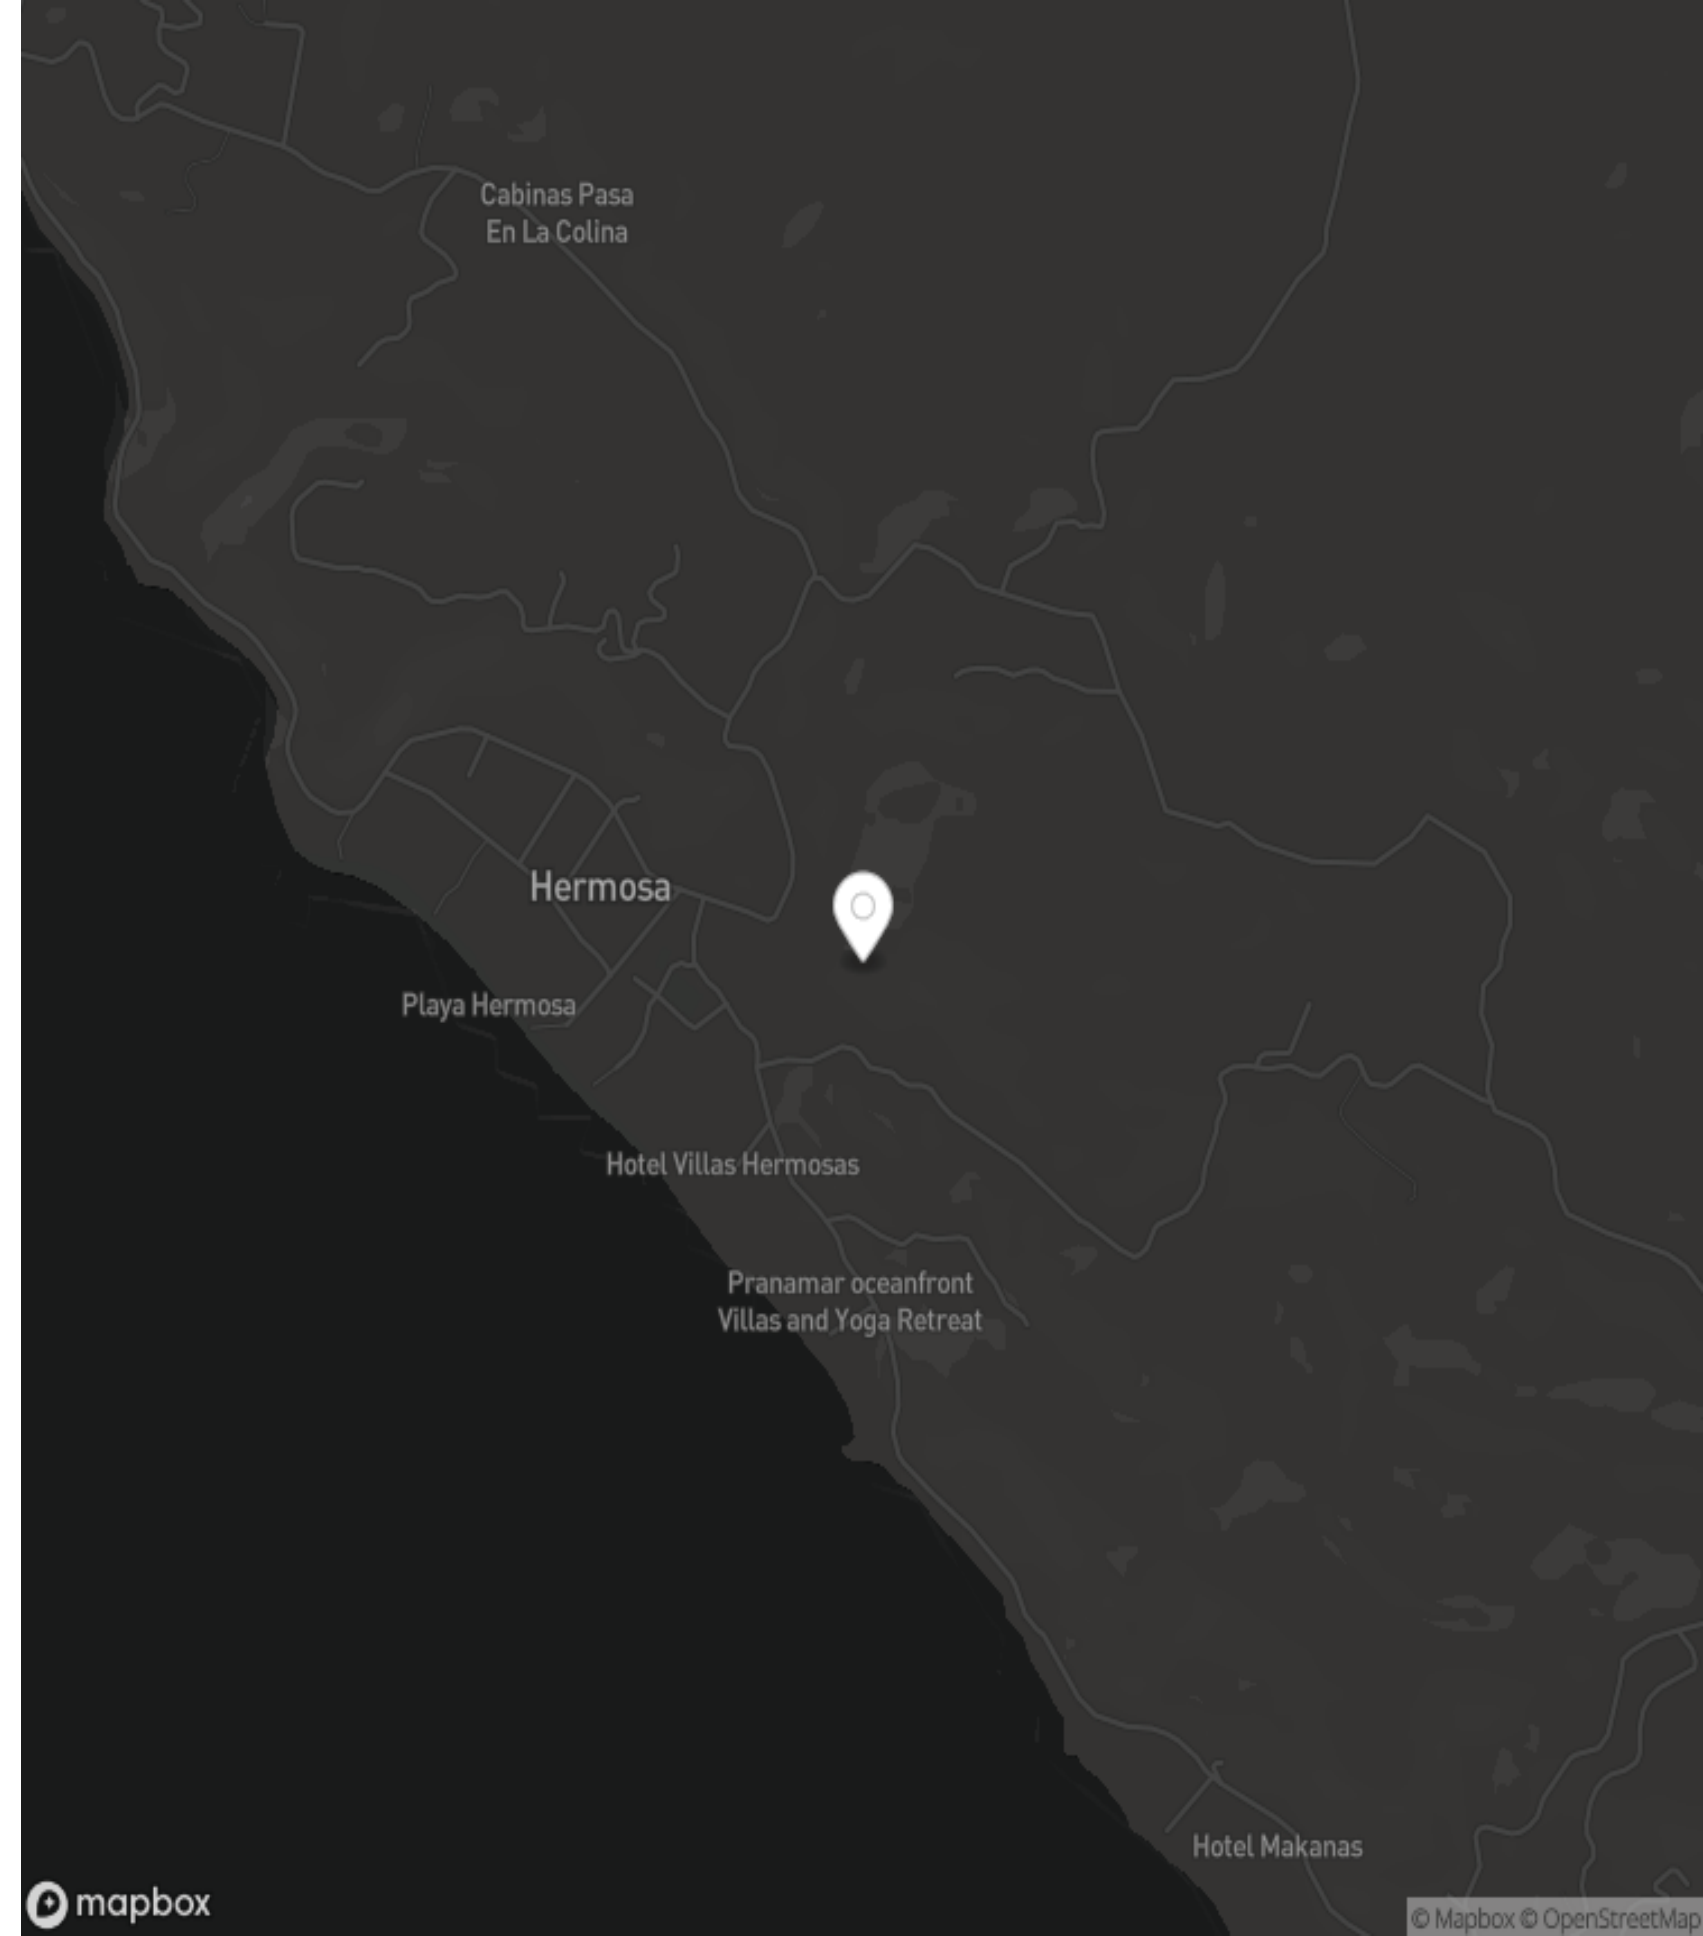 Cabinas Pasa
En La Colina
Hermosa
Playa Hermosa
Hotel Villas Hermosas
Pranamar oceanfront
Villas and Yoga Retreat
Hotel Makanas
mapbox
© Mapbox © OpenStreetMap